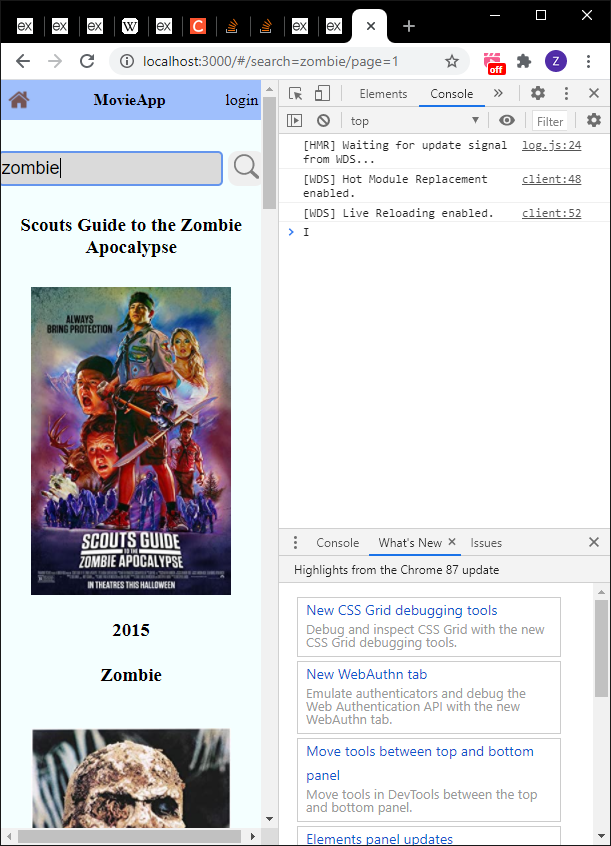 ex
ex
ex
W
ex
C
ex
ex
localhost:3000/#/search=zombie/page=1
off
Z
MovieApp
login
zombie
Scouts Guide to the Zombie
Apocalypse
ALWAYS
BRING PROTECTION
SCOUTS GUIDE
TO THE
ZOMBIE APOCALYPSE
IN THEATRES THIS HALLOWEEN
2015
Zombie
Elements
Console
»
top
Filter
[HMR] Waiting for update signal
from WDS...
log.js:24
[WDS] Hot Module Replacement
enabled.
client:48
[WDS] Live Reloading enabled.
client:52
Console
What's New
Issues
Highlights from the Chrome 87 update
New CSS Grid debugging tools
Debug and inspect CSS Grid with the new
CSS Grid debugging tools.
New WebAuthn tab
Emulate authenticators and debug the
Web Authentication API with the new
WebAuthn tab.
Move tools between top and bottom
panel
Move tools in DevTools between the top
and bottom panel.
Elements panel updates